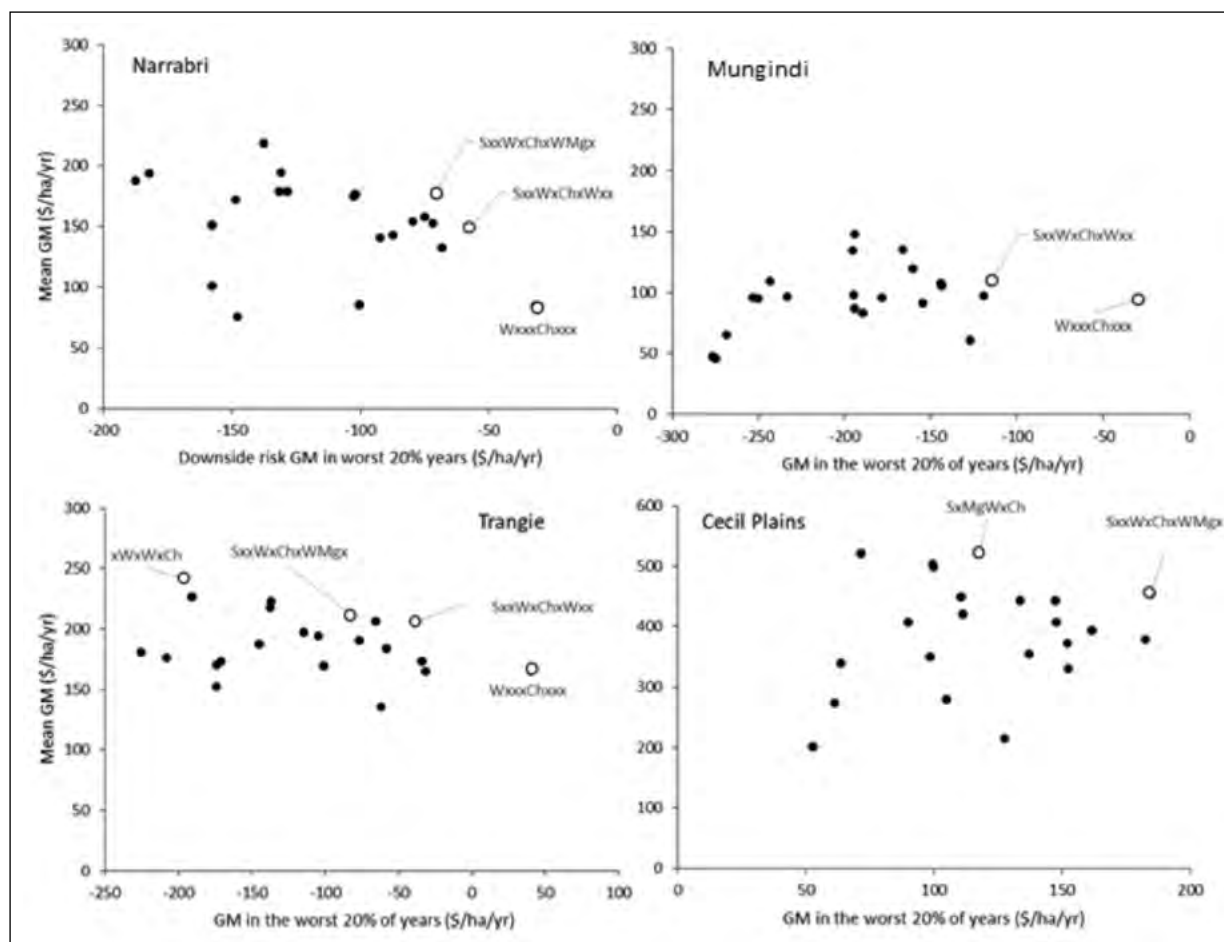 Narrabri
Mean GM ($/ha/yr)
300
250
200
150
100
50
0
SxxWxChxWMgx
SxxWxChxWxx
WxxxChxxx
-200 -150 -100 -50 0
Downside risk GM in worst 20% years ($/ha/yr)
Mungindi
300
250
200
150
100
50
0
SxxWxChxWxx
WxxxChxxx
-300 -250 -200 -150 -100 -50 0
GM in the worst 20% of years ($/ha/yr)
Trangie
Mean GM ($/ha/yr)
300
250
200
150
100
50
0
xWxWxCh
SxxWxChxWMgx
SxxWxChxWxx
WxxxChxxx
-250 -200 -150 -100 -50 0 50 100
GM in the worst 20% of years ($/ha/yr)
Cecil Plains
600
500
400
300
200
100
0
SxMgWxCh
SxxWxChxWMgx
0 50 100 150 200
GM in the worst 20% of years ($/ha/yr)